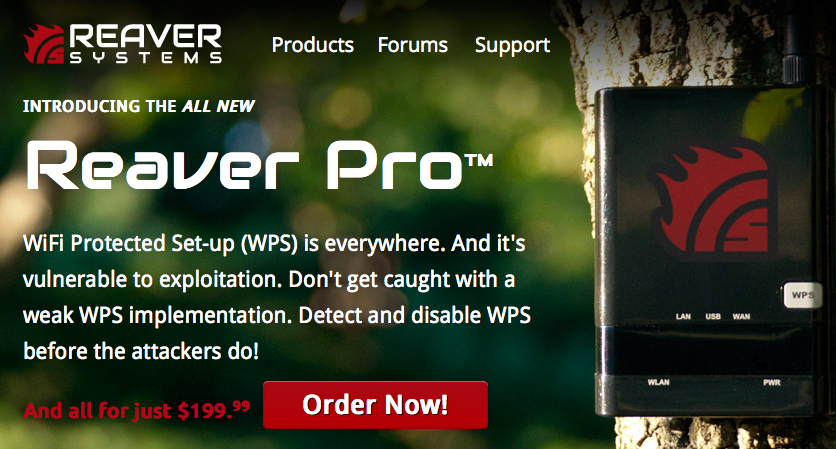 REAVER
SYSTEMS
Products Forums Support
INTRODUCING THE ALL NEW
Reaver Pro™
WiFi Protected Set-up (WPS) is everywhere. And it's
vulnerable to exploitation. Don't get caught with a
weak WPS implementation. Detect and disable WPS
before the attackers do!
And all for just $199.99
Order Now!
WPS
LAN USB WAN
WLAN PWR